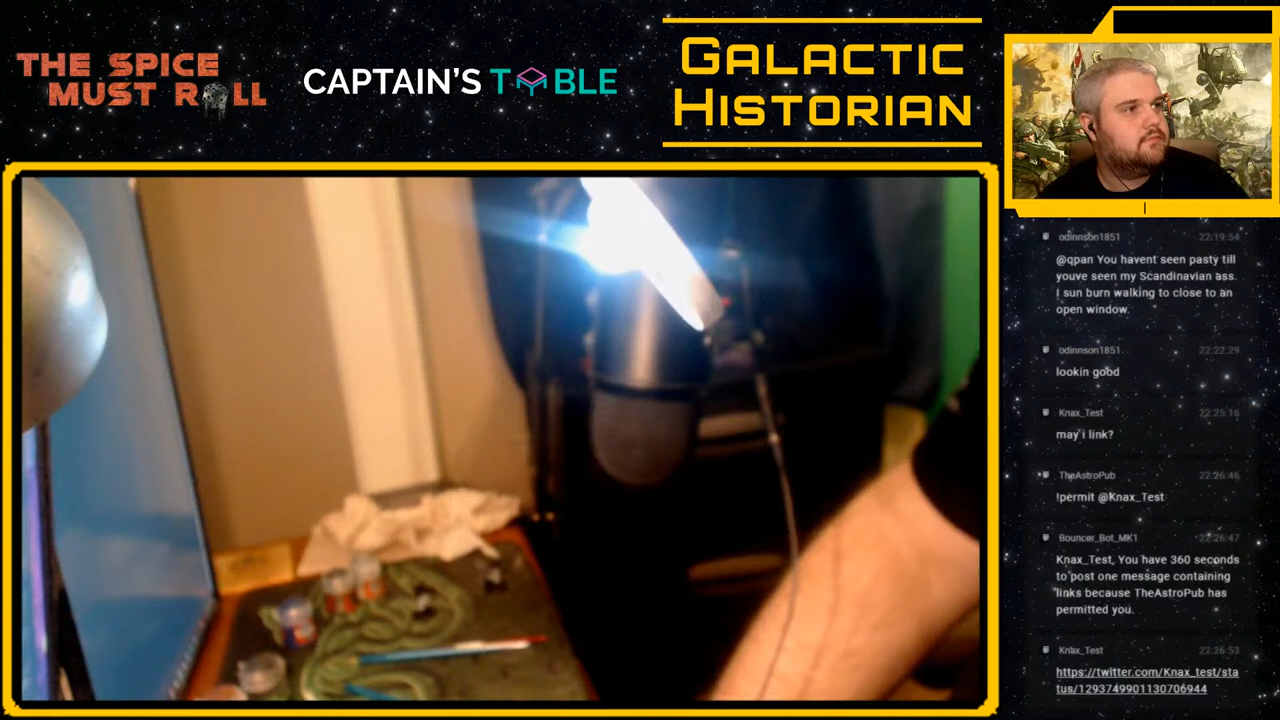 THE SPICE
MUST ROLL
CAPTAIN'S TABLE
GALACTIC
HISTORIAN
odinnson1851 22:19:54
@qpan You havent seen pasty till
youve seen my Scandinavian ass.
I sun burn walking to close to an
open window.
odinnson1851 22:22:29
lookin good
Knax_Test 22:25:16
may i link?
TheAstroPub 22:26:46
!permit @Knax_Test
Bouncer_Bot_MK1 22:26:47
Knax_Test, You have 360 seconds
to post one message containing
links because TheAstroPub has
permitted you.
Knax_Test 22:26:53
https://twitter.com/Knax_test/sta
tus/1293749901130706944